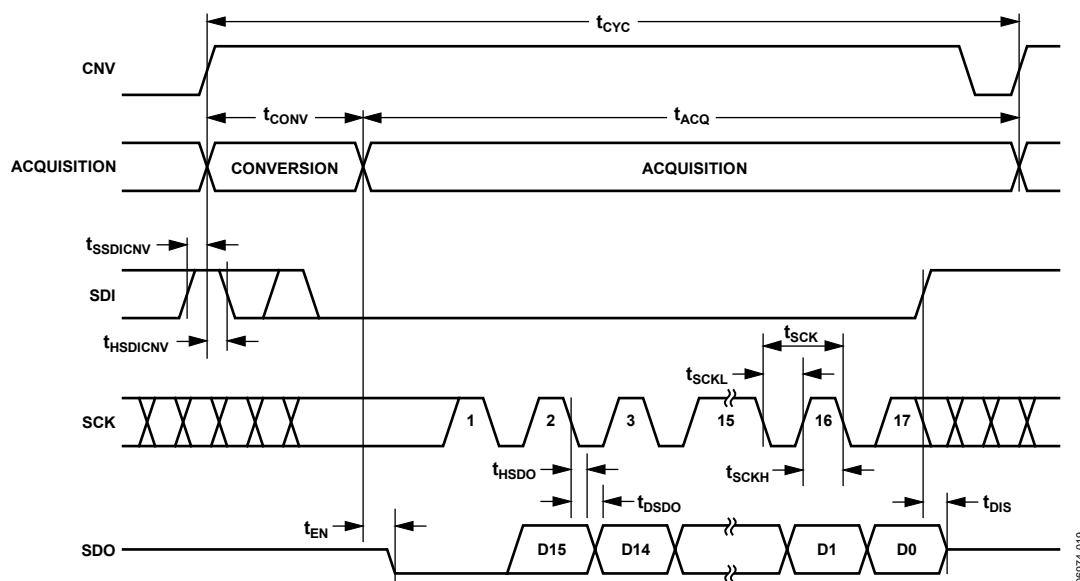 tCYC
CNV
tCONV
tACQ
ACQUISITION
CONVERSION
ACQUISITION
tSSDICNV
SDI
tHSDICNV
tSCK
tSCKL
SCK
1
2
3
15
16
17
tHSDO
tSCKH
tDSDO
tDIS
tEN
SDO
D15
D14
D1
D0